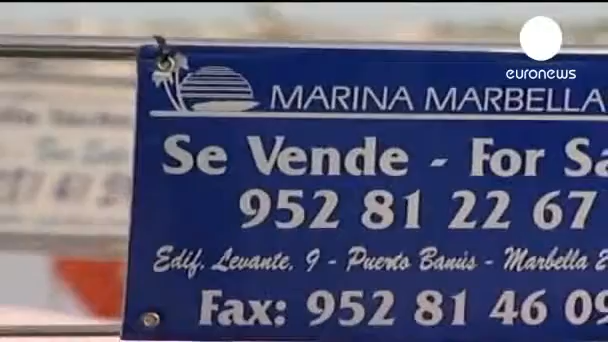 euronews
MARINA MARBELLA
Se Vende - For Sa
952 81 22 67
Edif. Levante, 9 - Puerto Banús - Marbella E
Fax: 952 81 46 09